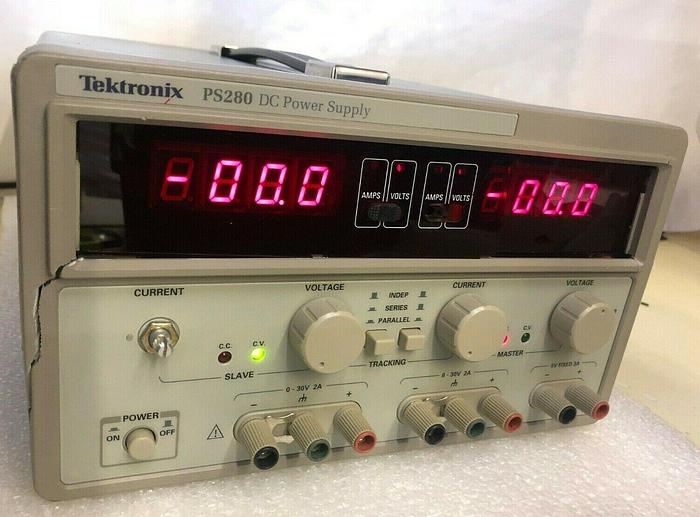 Tektronix PS280 DC Power Supply
-00.0
AMPS VOLTS
AMPS VOLTS
-00.0
CURRENT
VOLTAGE
INDEP
SERIES
PARALLEL
CURRENT
VOLTAGE
C.C. C.V.
SLAVE
TRACKING
C.V.
MASTER
0-30V 2A
- +
0-30V 2A
- +
5V FIXED 3A
- +
POWER
ON OFF